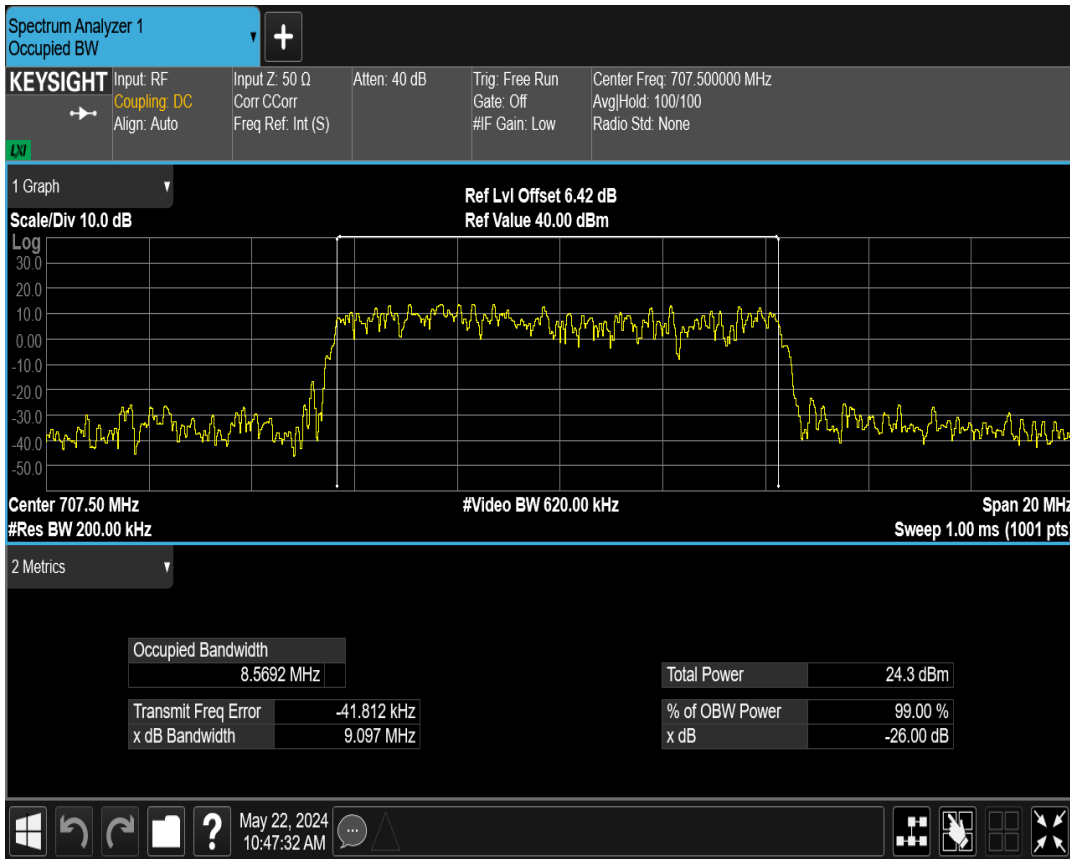 Spectrum Analyzer 1
Occupied BW
KEYSIGHT
LXI
Input: RF
Coupling: DC
Align: Auto
Input Z: 50 Ω
Corr CCorr
Freq Ref: Int (S)
Atten: 40 dB
Trig: Free Run
Gate: Off
#IF Gain: Low
Center Freq: 707.500000 MHz
Avg|Hold: 100/100
Radio Std: None
1 Graph
Scale/Div 10.0 dB
Ref Lvl Offset 6.42 dB
Ref Value 40.00 dBm
Log
30.0
20.0
10.0
0.00
-10.0
-20.0
-30.0
-40.0
-50.0
Center 707.50 MHz
#Video BW 620.00 kHz
Span 20 MHz
#Res BW 200.00 kHz
Sweep 1.00 ms (1001 pts)
2 Metrics
Occupied Bandwidth
8.5692 MHz
Transmit Freq Error -41.812 kHz
x dB Bandwidth 9.097 MHz
Total Power 24.3 dBm
% of OBW Power 99.00 %
x dB -26.00 dB
May 22, 2024
10:47:32 AM